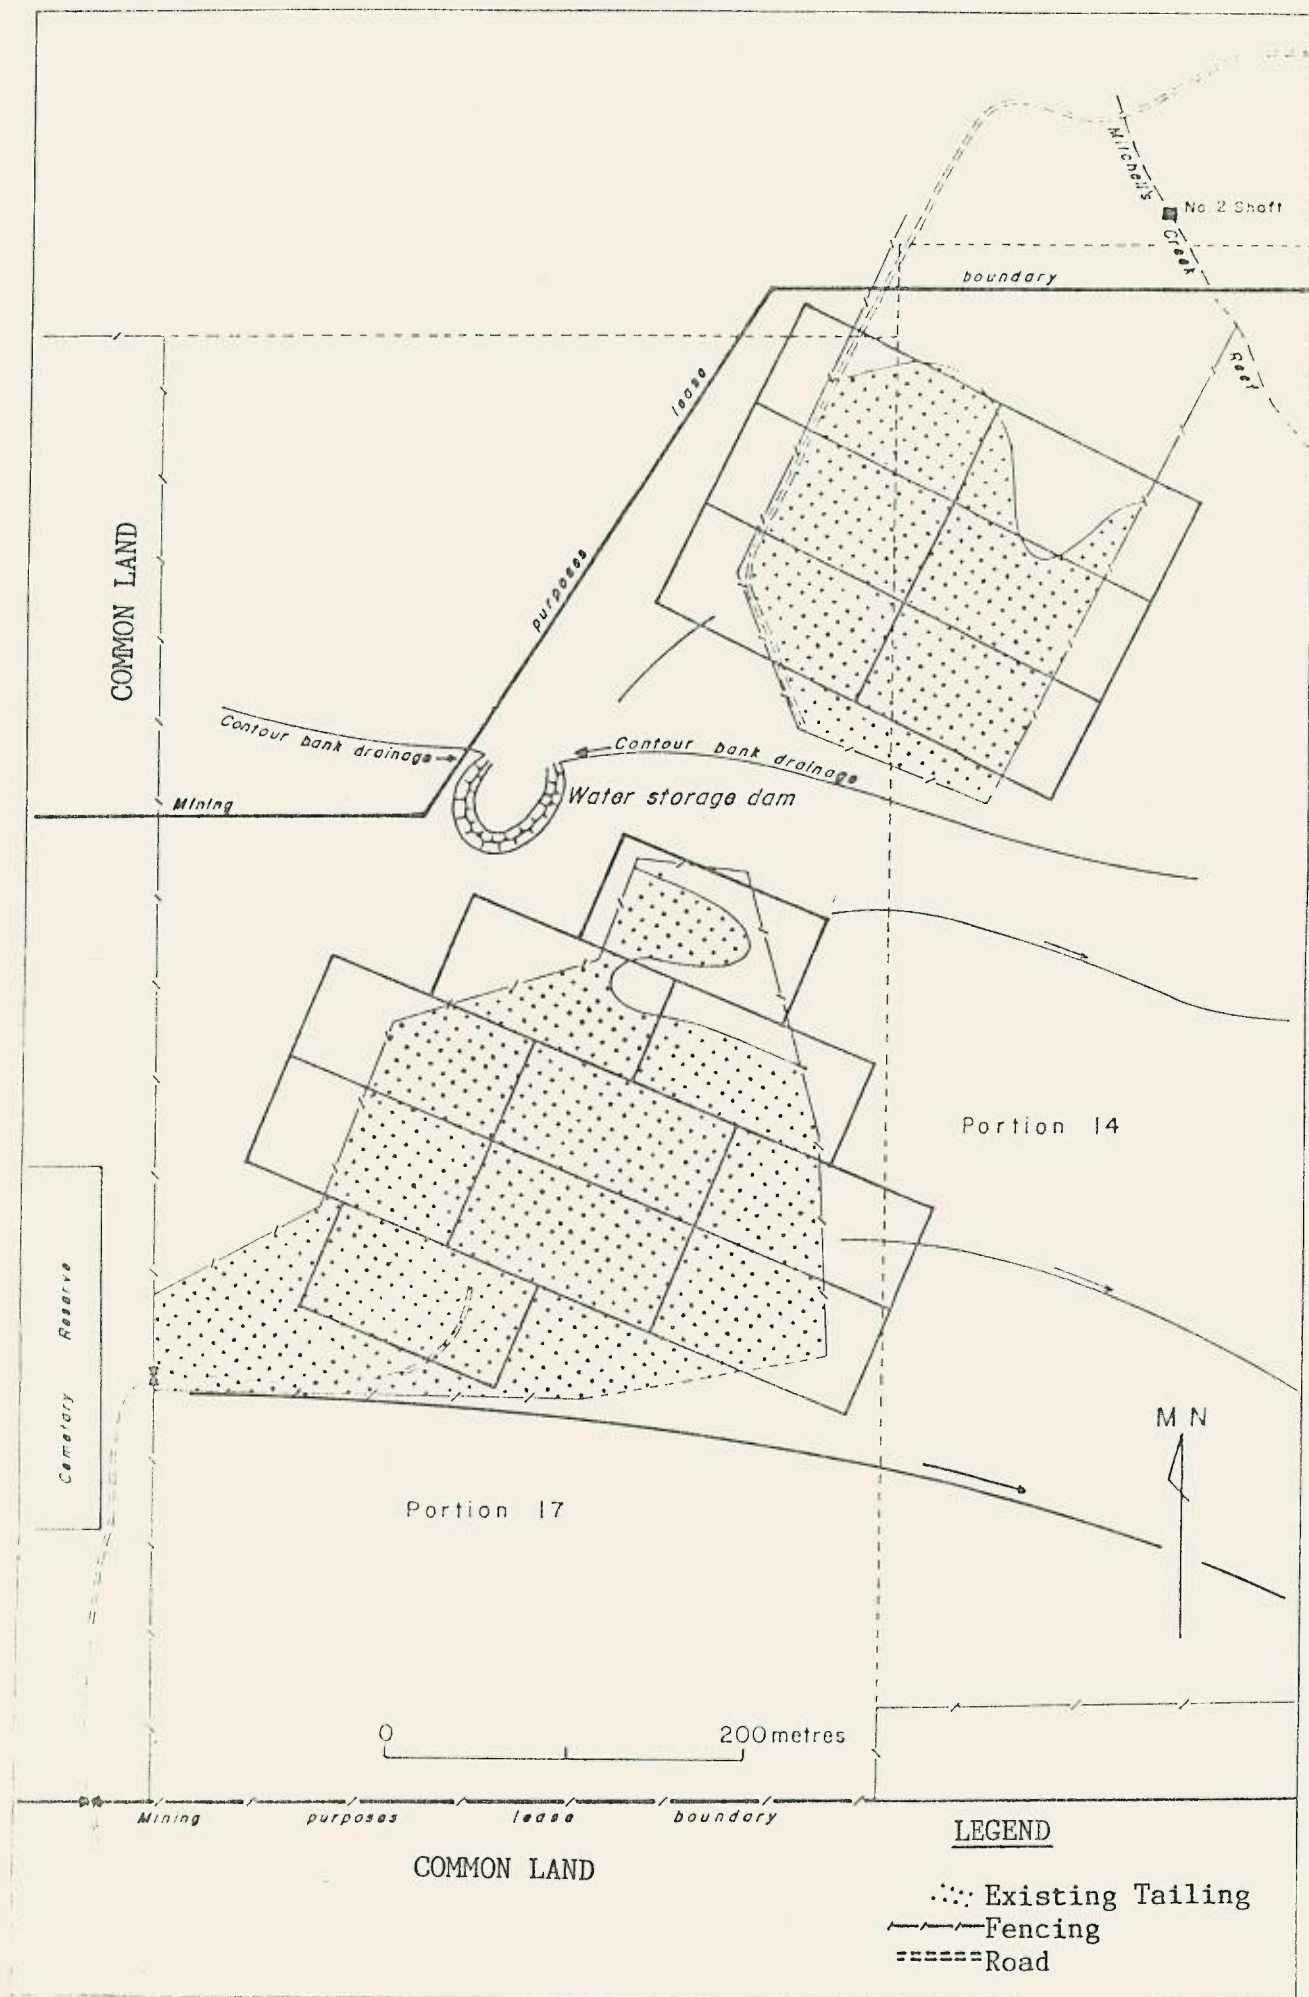 Mitchell's
Creek
Reef
No. 2 Shaft
boundary
lease
purposes
Mining
COMMON LAND
Contour bank drainage
Contour bank drainage
Water storage dam
Portion 14
Cemetary Reserve
M N
Portion 17
0 200 metres
Mining purposes lease boundary
COMMON LAND
LEGEND
Existing Tailing
Fencing
Road